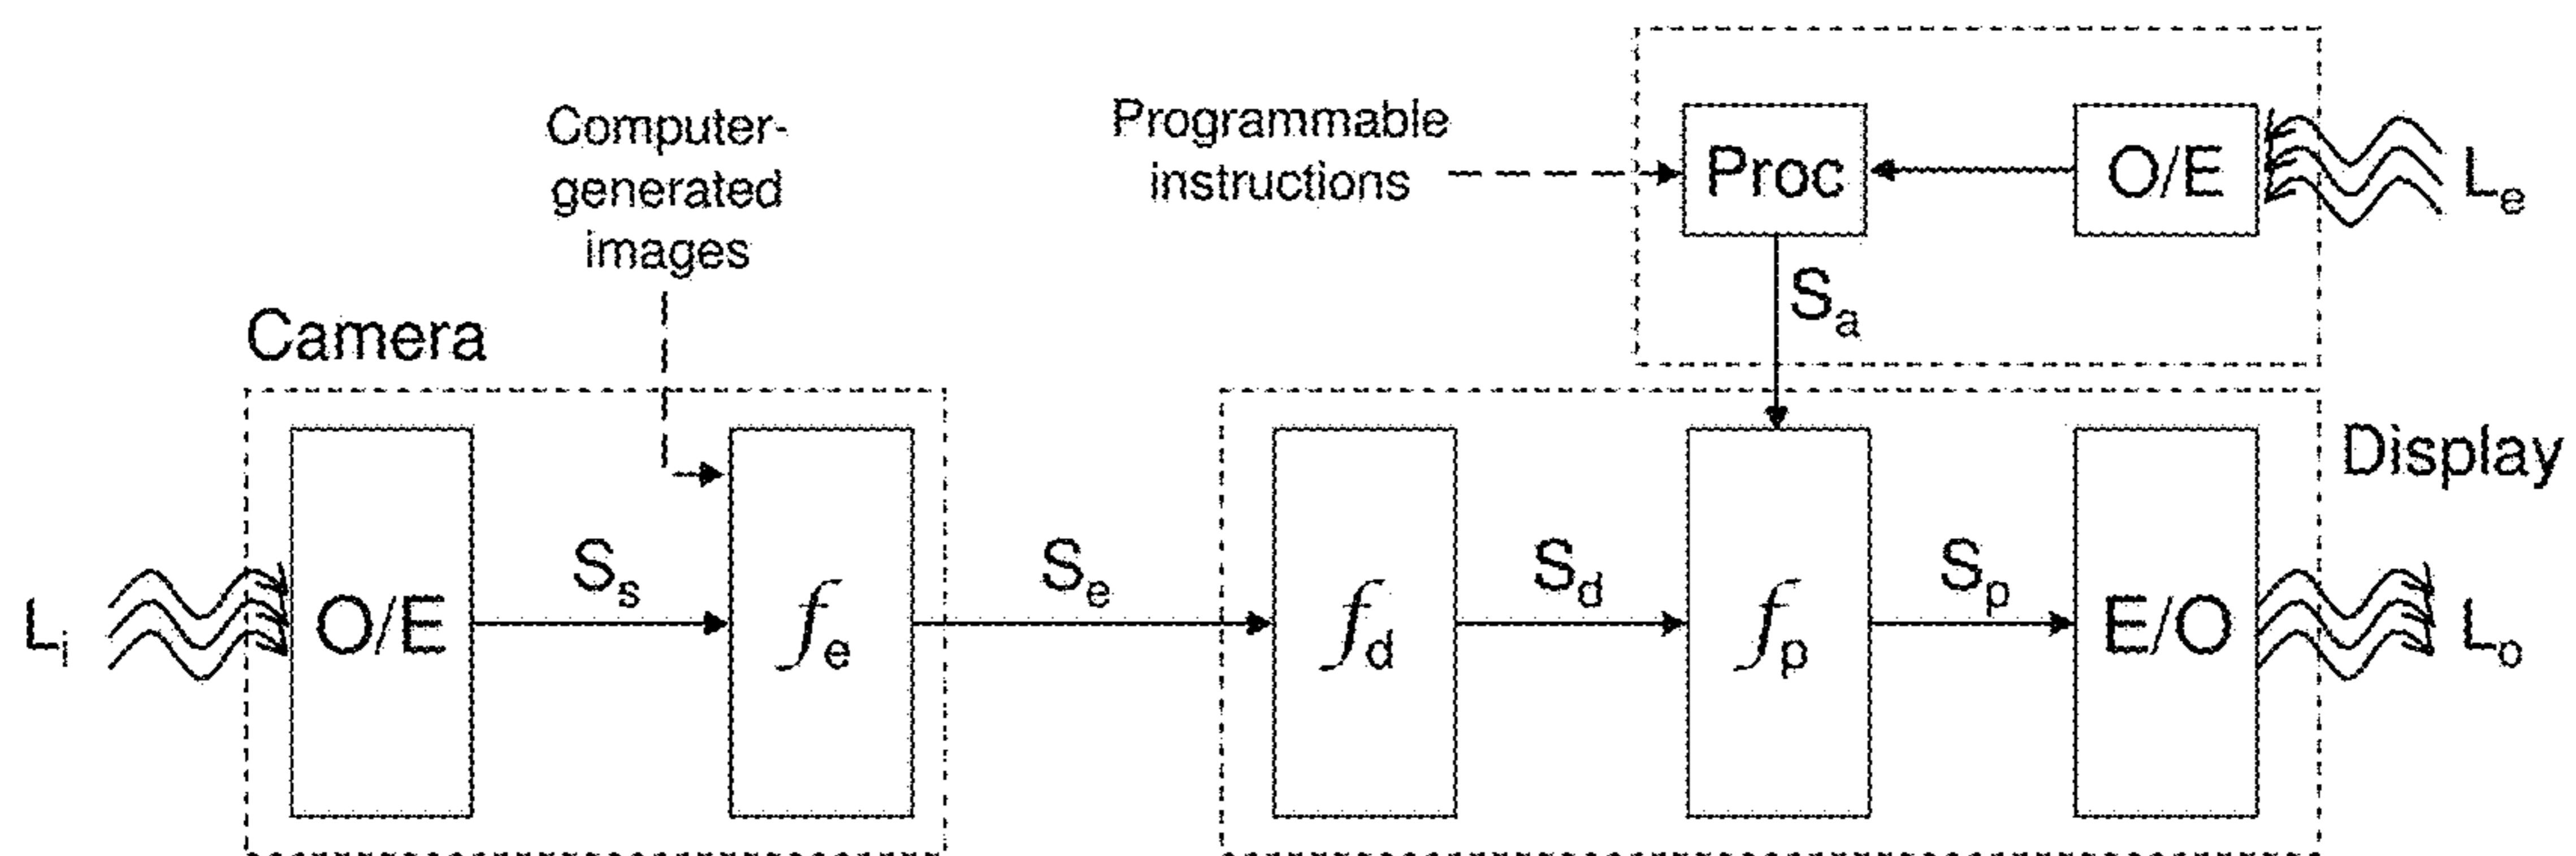 Computer-
generated
images
Programmable
instructions
Proc
O/E
Le
Sa
Camera
Display
Li
O/E
Ss
fe
Se
fd
Sd
fp
Sp
E/O
Lo